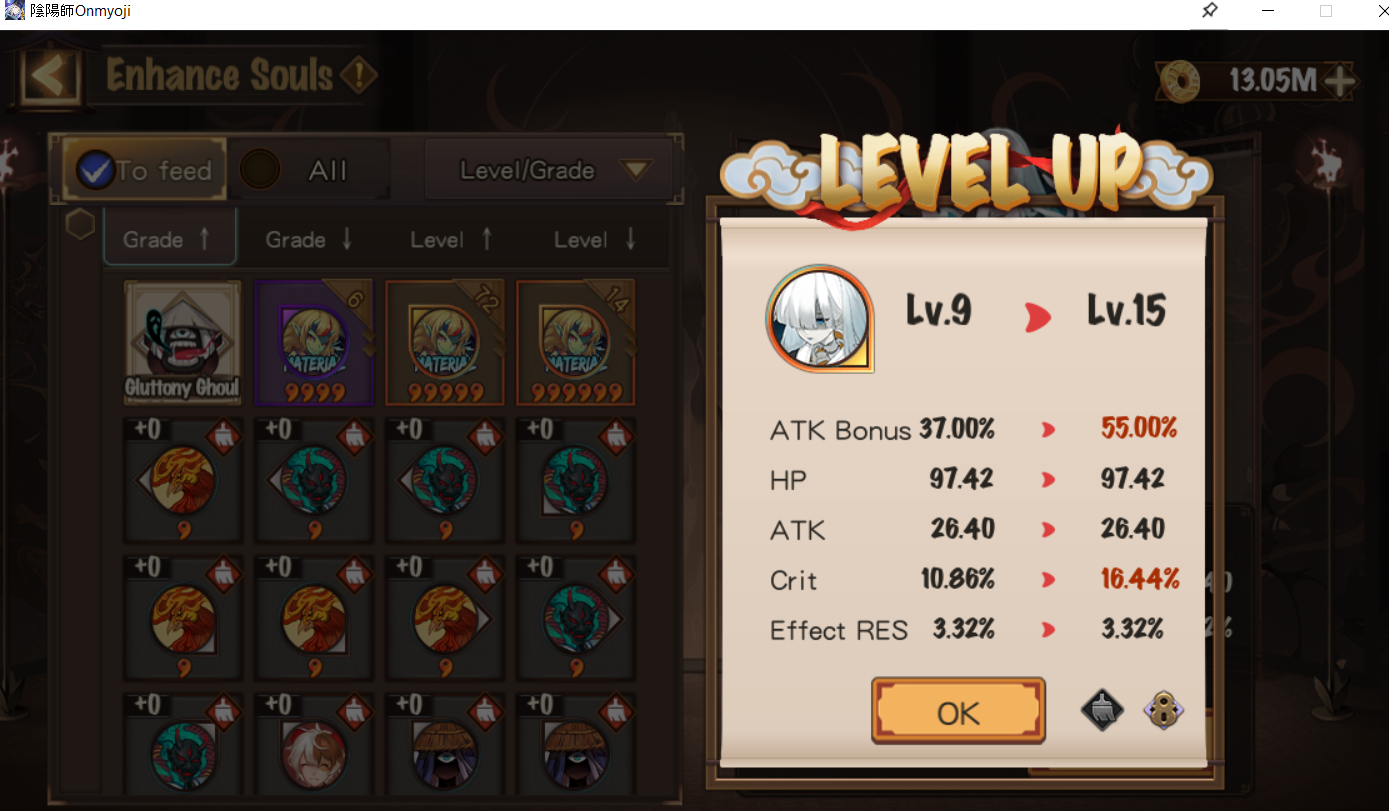 陰陽師Onmyoji
Enhance Souls
13.05M
To feed
All
Level/Grade
Grade ↑
Grade ↓
Level ↑
Level ↓
Gluttony Ghoul
6
MATERIAL
72
MATERIAL
14
MATERIAL
+0
+0
+0
+0
+0
+0
+0
+0
+0
+0
+0
+0
LEVEL UP
Lv.9
Lv.15
ATK Bonus 37.00% 55.00%
HP 97.42 97.42
ATK 26.40 26.40
Crit 10.86% 16.44%
Effect RES 3.32% 3.32%
OK